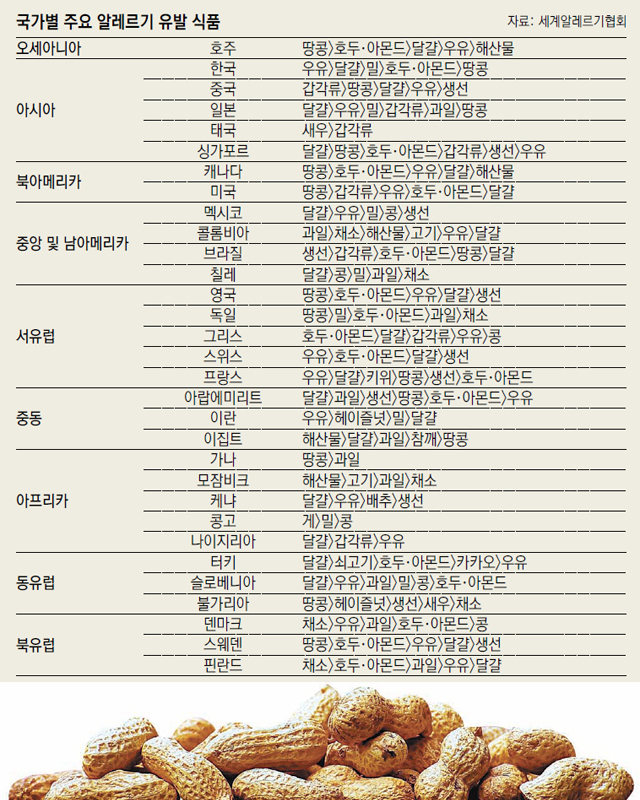 국가별 주요 알레르기 유발 식품 자료: 세계알레르기협회
오세아니아 호주 땅콩〉호두·아몬드〉달걀〉우유〉해산물
한국 우유〉달걀〉밀〉호두·아몬드〉땅콩
중국 갑각류〉땅콩〉달걀〉우유〉생선
아시아 일본 달걀〉우유〉밀〉갑각류〉과일〉땅콩
태국 새우〉갑각류
싱가포르 달걀〉땅콩〉호두·아몬드〉갑각류〉생선〉우유
북아메리카 캐나다 땅콩〉호두·아몬드〉우유〉달걀〉해산물
미국 땅콩〉갑각류〉우유〉호두·아몬드〉달걀
멕시코 달걀〉우유〉밀〉콩〉생선
중앙 및 남아메리카 콜롬비아 과일〉채소〉해산물〉고기〉우유〉달걀
브라질 생선〉갑각류〉호두·아몬드〉땅콩〉달걀
칠레 달걀〉콩〉밀〉과일〉채소
영국 땅콩〉호두·아몬드〉우유〉달걀〉생선
독일 땅콩〉밀〉호두·아몬드〉과일〉채소
서유럽 그리스 호두·아몬드〉달걀〉갑각류〉우유〉콩
스위스 우유〉호두·아몬드〉달걀〉생선
프랑스 우유〉달걀〉키위〉땅콩〉생선〉호두·아몬드
아랍에미리트 달걀〉과일〉생선〉땅콩〉호두·아몬드〉우유
중동 이란 우유〉헤이즐넛〉밀〉달걀
이집트 해산물〉달걀〉과일〉참깨〉땅콩
가나 땅콩〉과일
모잠비크 해산물〉고기〉과일〉채소
아프리카 케냐 달걀〉우유〉배추〉생선
콩고 게〉밀〉콩
나이지리아 달걀〉갑각류〉우유
터키 달걀〉쇠고기〉호두·아몬드〉카카오〉우유
동유럽 슬로베니아 달걀〉우유〉과일〉밀〉콩〉호두·아몬드
불가리아 땅콩〉헤이즐넛〉생선〉새우〉채소
덴마크 채소〉우유〉과일〉호두·아몬드〉콩
북유럽 스웨덴 땅콩〉호두·아몬드〉우유〉달걀〉생선
핀란드 채소〉호두·아몬드〉과일〉우유〉달걀